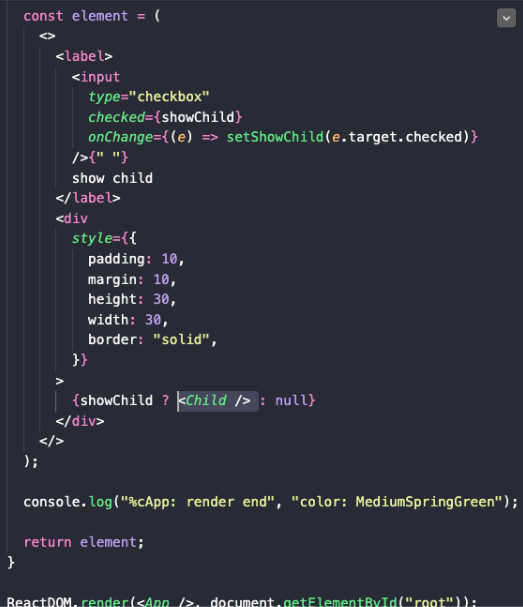 const element = (
<>
<label>
<input
type="checkbox"
checked={showChild}
onChange={(e) => setShowChild(e.target.checked)}
/>{" "}
show child
</label>
<div
style={{
padding: 10,
margin: 10,
height: 30,
width: 30,
border: "solid",
}}
>
{showChild ? <Child /> : null}
</div>
</>
);
console.log("%cApp: render end", "color: MediumSpringGreen");
return element;
}
ReactDOM.render(<App />, document.getElementById("root"));